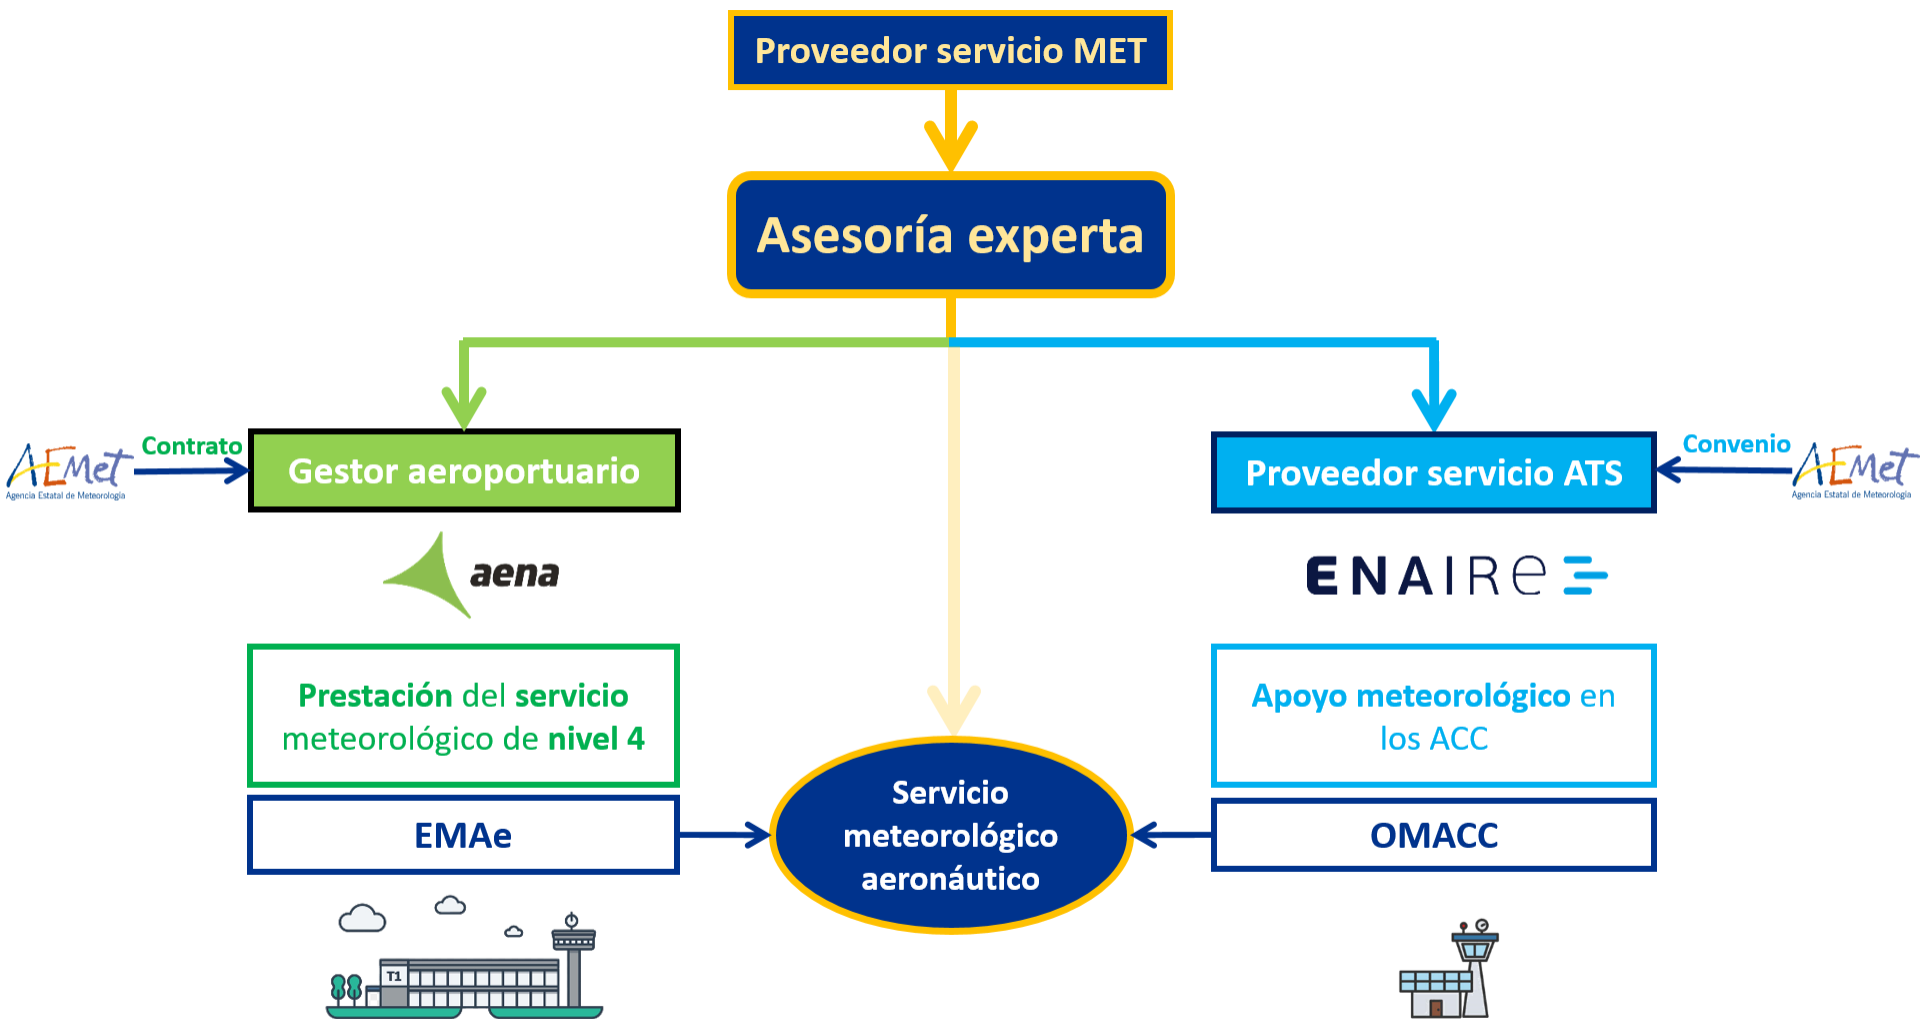 Proveedor servicio MET
Asesoría experta
AEMet
Agencia Estatal de Meteorología
Contrato
Gestor aeroportuario
Proveedor servicio ATS
Convenio
AEMet
Agencia Estatal de Meteorología
aena
ENAIRe
Prestación del servicio
meteorológico de nivel 4
Apoyo meteorológico en
los ACC
EMAe
Servicio
meteorológico
aeronáutico
OMACC
T1